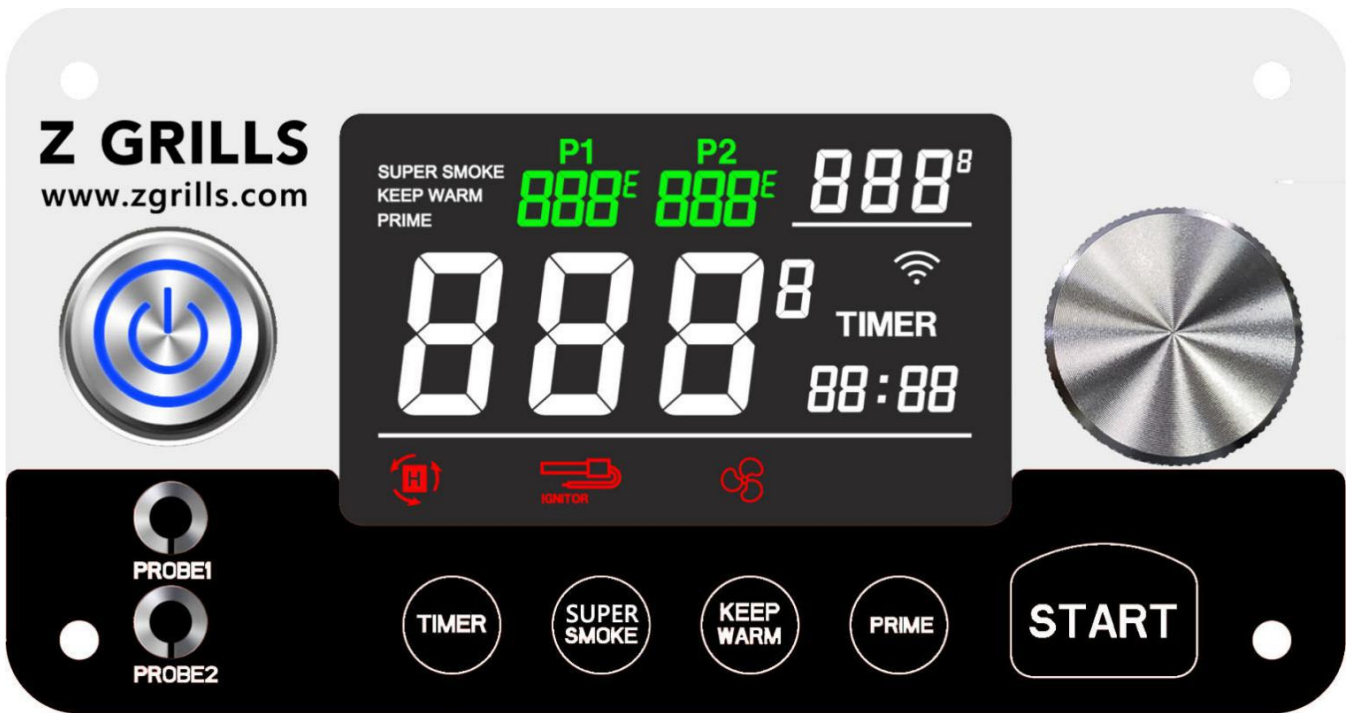 Z GRILLS
www.zgrills.com
SUPER SMOKE
KEEP WARM
PRIME
P1
888E
P2
888E
8888
8888
TIMER
88:88
H
IGNITOR
PROBE1
PROBE2
TIMER
SUPER
SMOKE
KEEP
WARM
PRIME
START